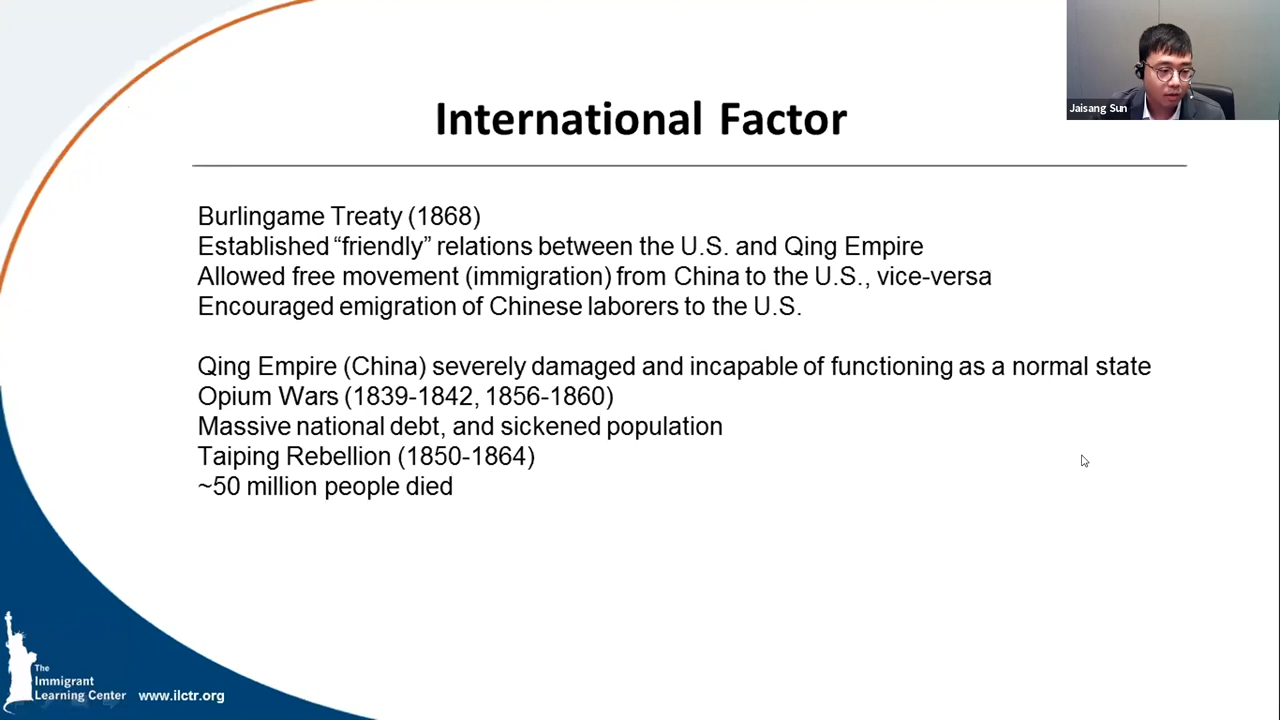 Jaisang Sun
International Factor
Burlingame Treaty (1868)
Established “friendly” relations between the U.S. and Qing Empire
Allowed free movement (immigration) from China to the U.S., vice-versa
Encouraged emigration of Chinese laborers to the U.S.
Qing Empire (China) severely damaged and incapable of functioning as a normal state
Opium Wars (1839-1842, 1856-1860)
Massive national debt, and sickened population
Taiping Rebellion (1850-1864)
~50 million people died
The
Immigrant
Learning Center www.ilctr.org